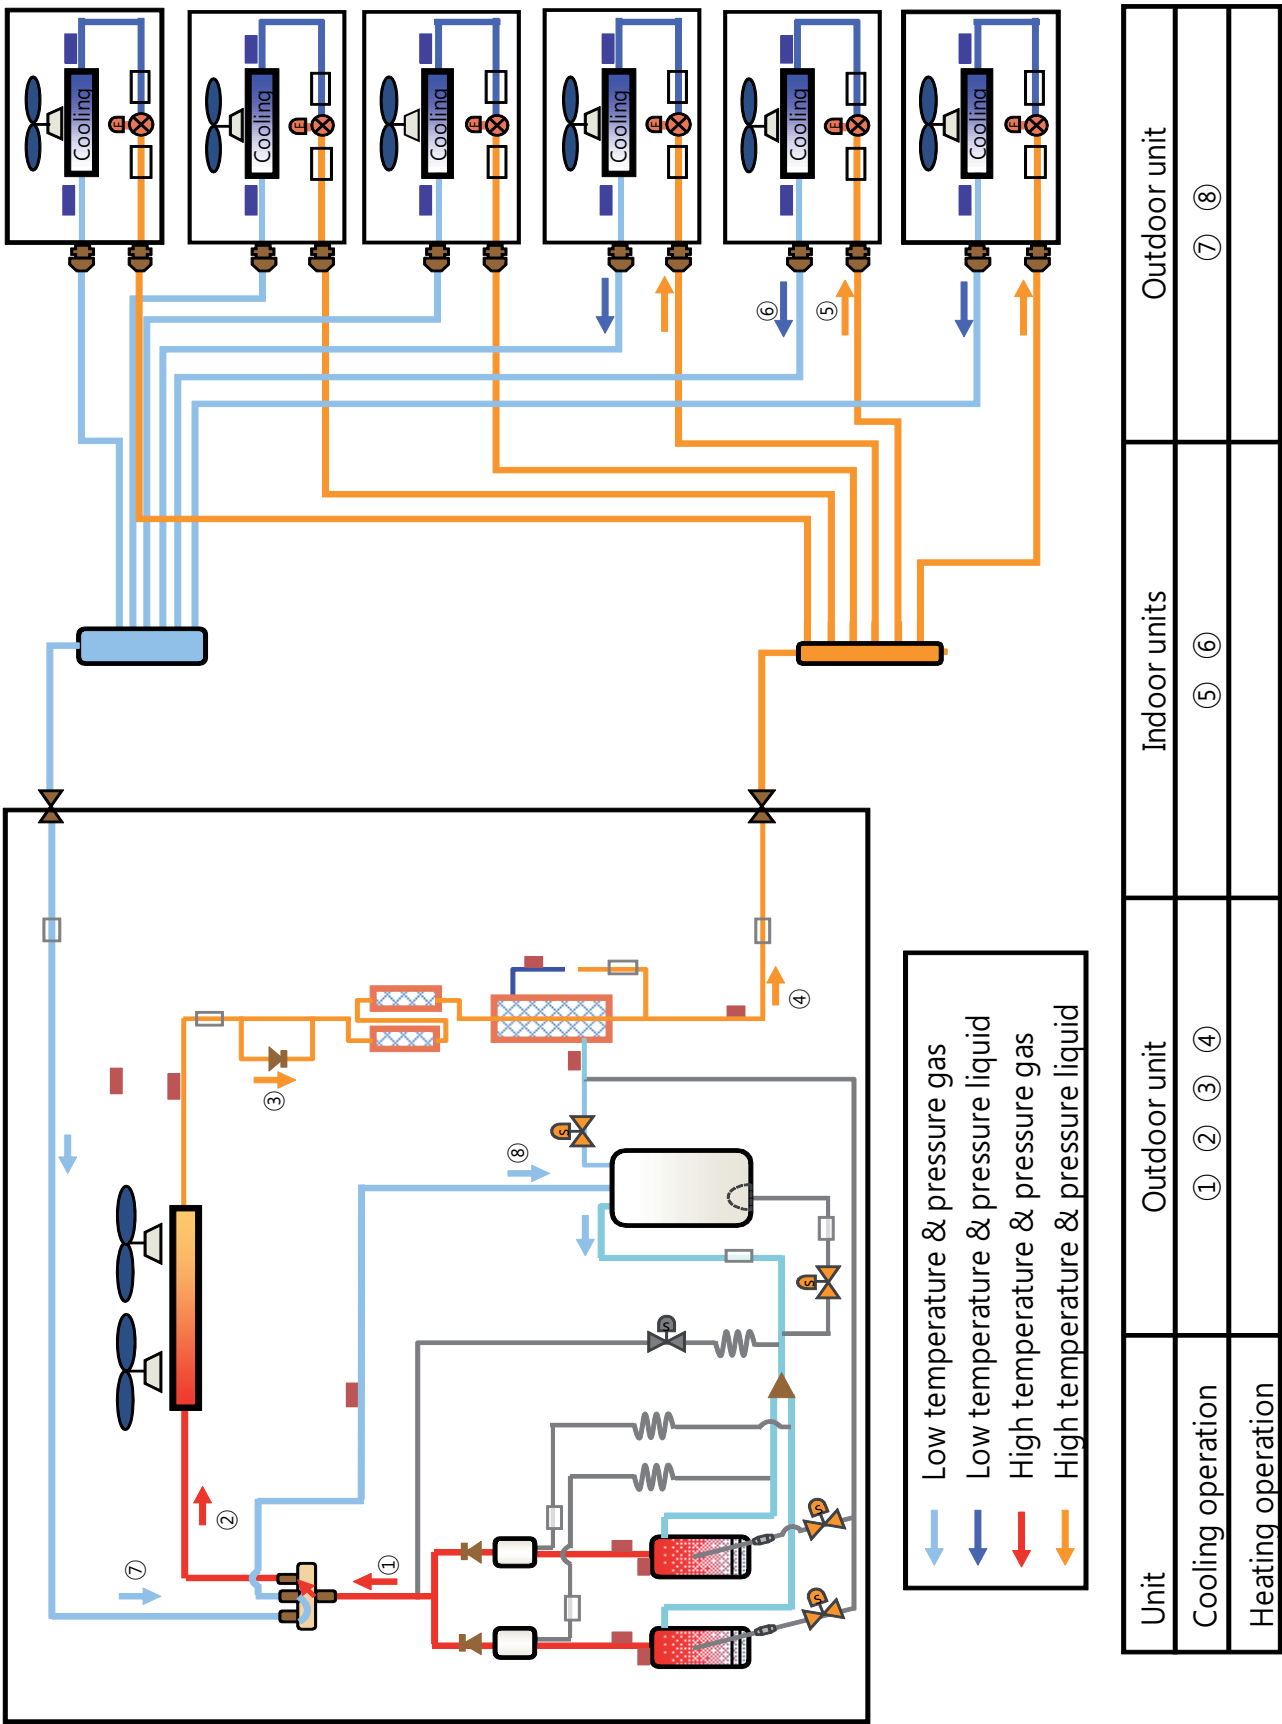 Cooling
E
⑦
②
Cooling
③
E
①
Cooling
E
⑧
S
Cooling
E
S
⑥
Cooling
④
S
S
S
⑤
E
Cooling
E
Low temperature & pressure gas
Low temperature & pressure liquid
High temperature & pressure gas
High temperature & pressure liquid
Unit Outdoor unit Indoor units Outdoor unit
Cooling operation ① ② ③ ④ ⑤ ⑥ ⑦ ⑧
Heating operation